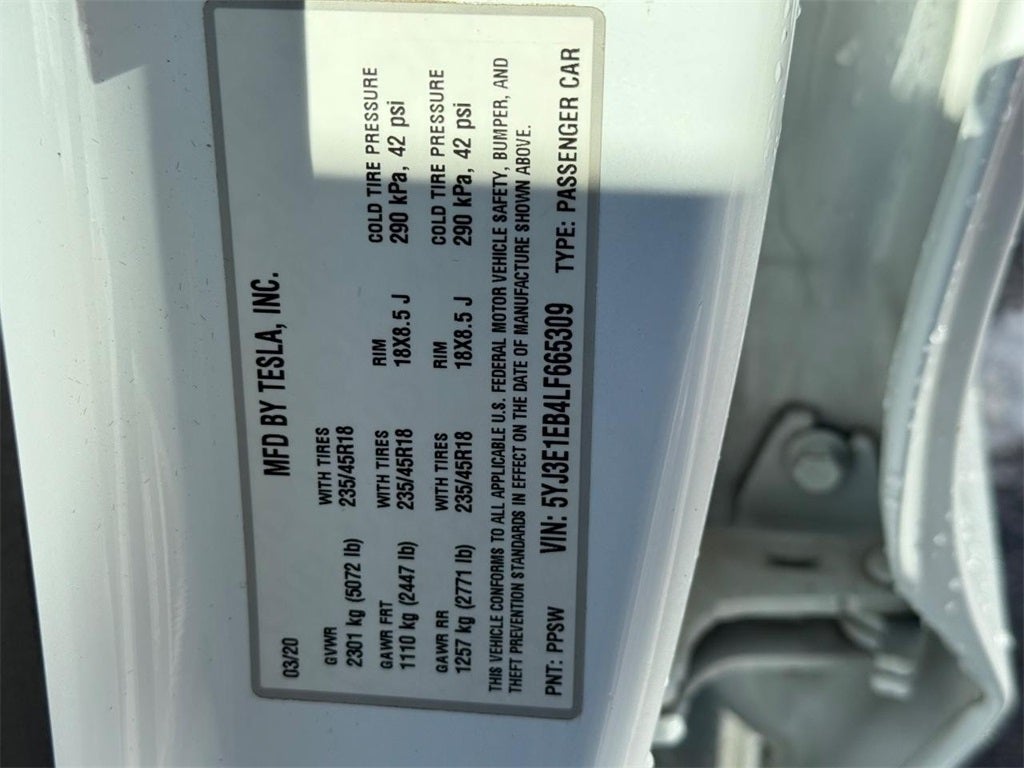 MFD BY TESLA, INC.
03/20
GVWR WITH TIRES
2301 kg (5072 lb) 235/45R18
GAWR FRT WITH TIRES RIM COLD TIRE PRESSURE
1110 kg (2447 lb) 235/45R18 18X8.5 J 290 kPa, 42 psi
GAWR RR WITH TIRES RIM COLD TIRE PRESSURE
1257 kg (2771 lb) 235/45R18 18X8.5 J 290 kPa, 42 psi
THIS VEHICLE CONFORMS TO ALL APPLICABLE U.S. FEDERAL MOTOR VEHICLE SAFETY, BUMPER, AND
THEFT PREVENTION STANDARDS IN EFFECT ON THE DATE OF MANUFACTURE SHOWN ABOVE.
PNT: PPSW VIN: 5YJ3E1EB4LF665309 TYPE: PASSENGER CAR